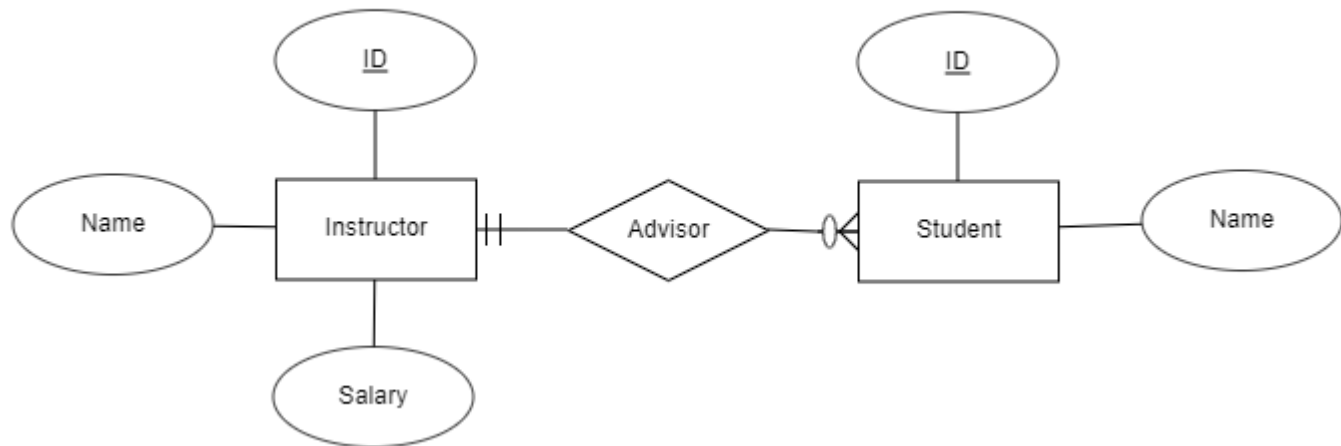 ID
ID
Name
Instructor
Advisor
Student
Name
Salary